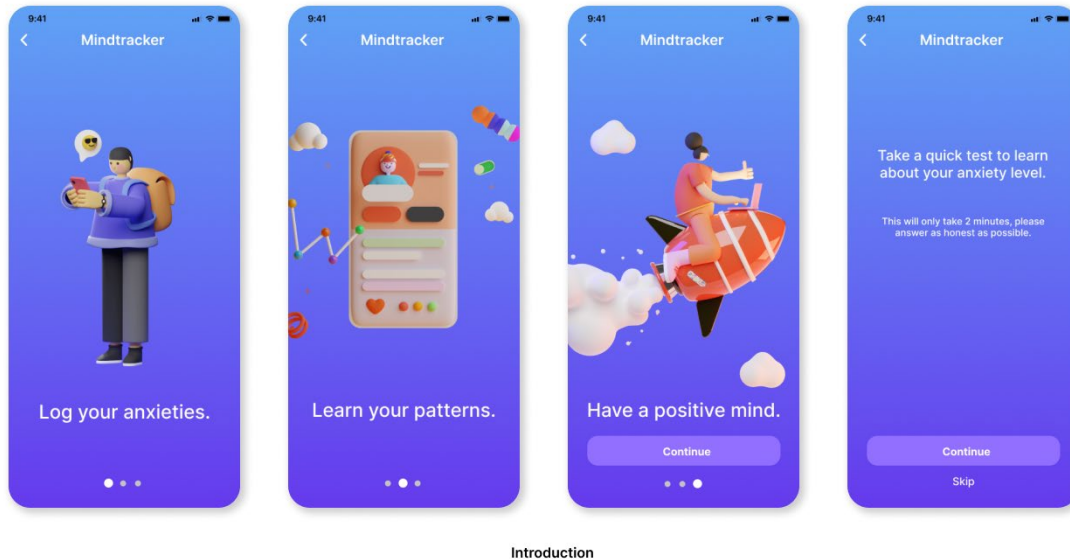 9:41
Mindtracker
Log your anxieties.
9:41
Mindtracker
Learn your patterns.
9:41
Mindtracker
Have a positive mind.
Continue
9:41
Mindtracker
Take a quick test to learn
about your anxiety level.
This will only take 2 minutes, please
answer as honest as possible.
Continue
Skip
Introduction